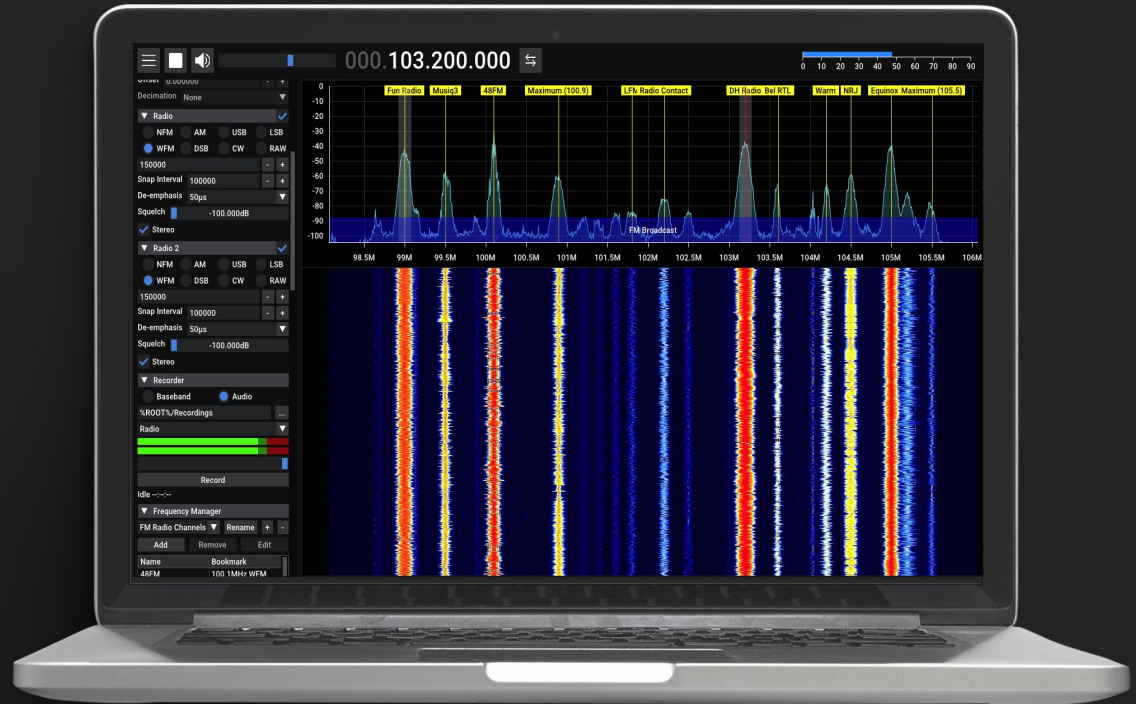 000.103.200.000
0 10 20 30 40 50 60 70 80 90
Offset 0.000000 - +
Decimation None
Radio
NFM AM USB LSB
WFM DSB CW RAW
150000 - +
Snap Interval 100000 - +
De-emphasis 50µs
Squelch -100.000dB
Stereo
Radio 2
NFM AM USB LSB
WFM DSB CW RAW
150000 - +
Snap Interval 100000 - +
De-emphasis 50µs
Squelch -100.000dB
Stereo
Recorder
Baseband Audio
%ROOT%/Recordings ...
Radio
Record
Idle --:--:--
Frequency Manager
FM Radio Channels Rename + -
Add Remove Edit
Name Bookmark
48FM 100.1MHz WFM
Fun Radio Musiq3 48FM Maximum (100.9) Radio Contact DH Radio Bel RTL Warm NRJ Equinox Maximum (105.5)
0
-10
-20
-30
-40
-50
-60
-70
-80
-90
-100
FM Broadcast
98.5M 99M 99.5M 100M 100.5M 101M 101.5M 102M 102.5M 103M 103.5M 104M 104.5M 105M 105.5M 106M